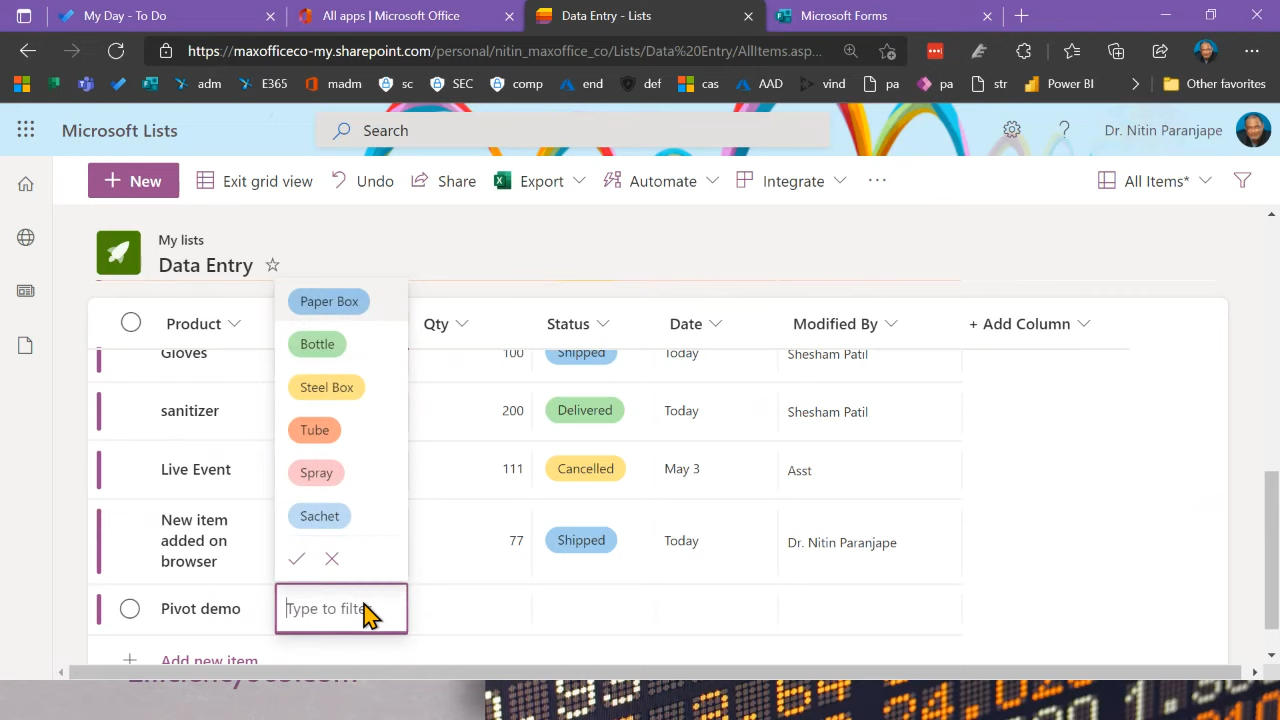 My Day - To Do
All apps | Microsoft Office
Data Entry - Lists
Microsoft Forms
https://maxofficeco-my.sharepoint.com/personal/nitin_maxoffice_co/Lists/Data%20Entry/AllItems.asp...
adm
E365
madm
sc
SEC
comp
end
def
cas
AAD
vind
pa
pa
str
Power BI
Other favorites
Microsoft Lists
Search
Dr. Nitin Paranjape
New
Exit grid view
Undo
Share
Export
Automate
Integrate
All Items*
My lists
Data Entry
Product
Qty
Status
Date
Modified By
+ Add Column
Paper Box
Bottle
Steel Box
Tube
Spray
Sachet
Type to filte
Gloves
100
Shipped
Today
Shesham Patil
sanitizer
200
Delivered
Today
Shesham Patil
Live Event
111
Cancelled
May 3
Asst
New item
added on
browser
77
Shipped
Today
Dr. Nitin Paranjape
Pivot demo
Add new item